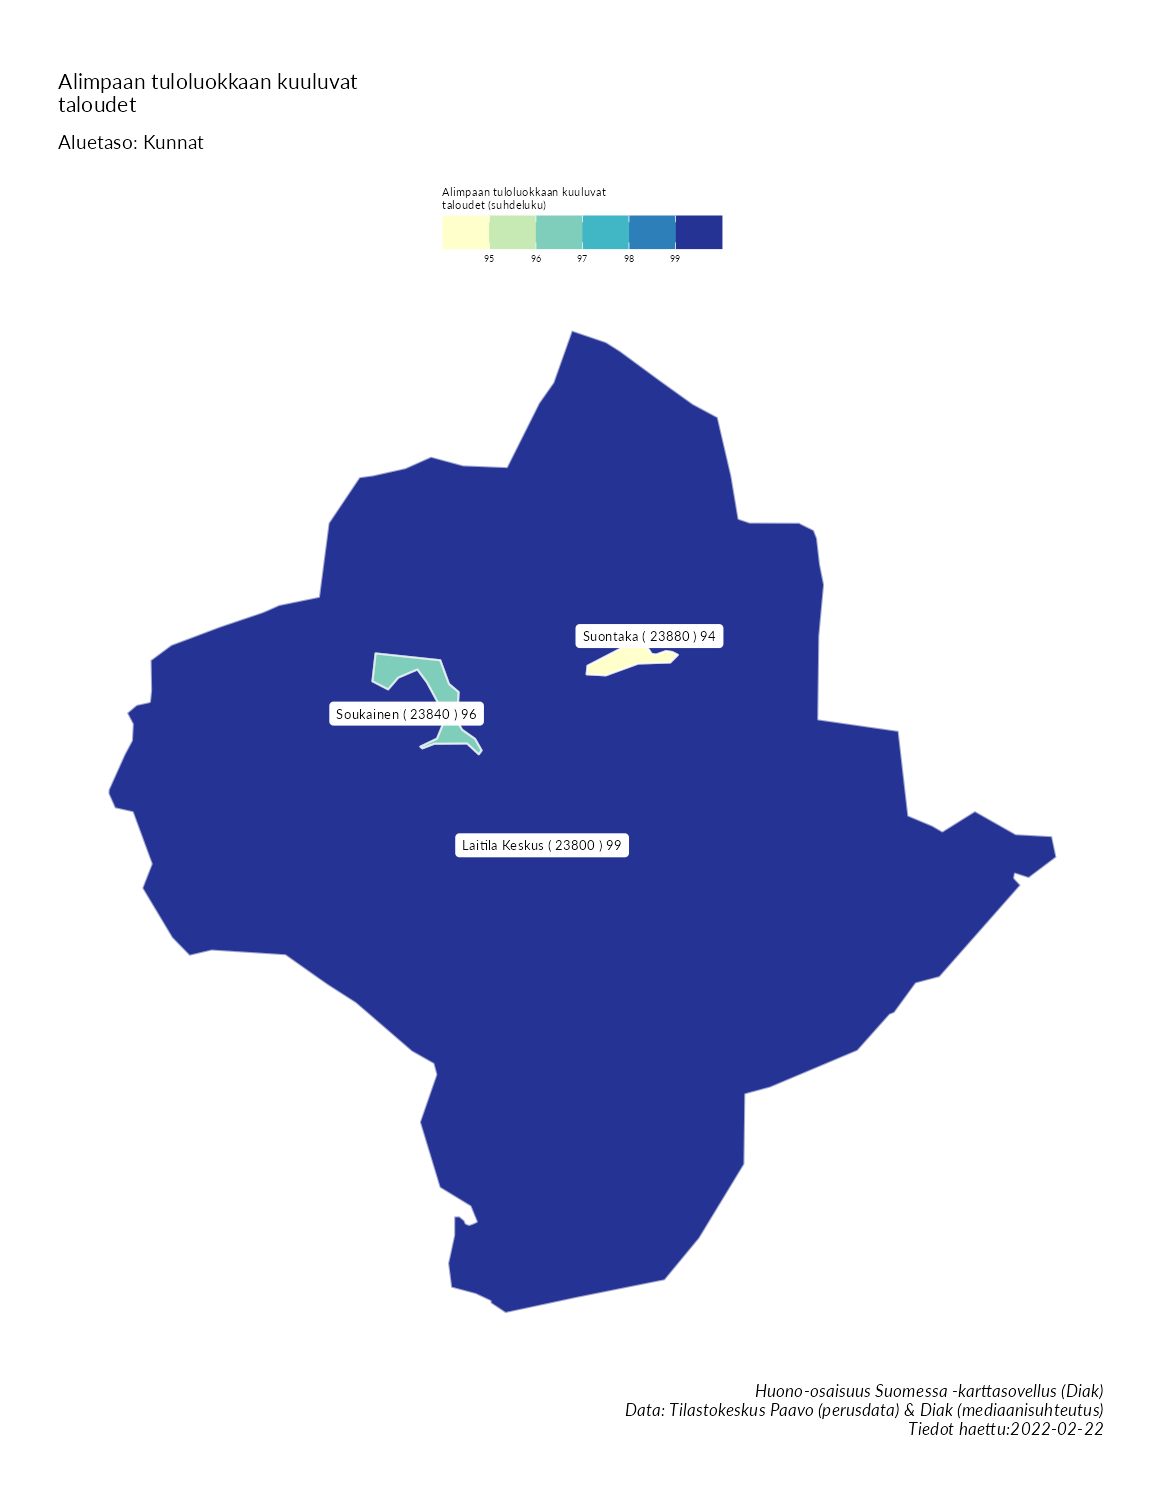 Alimpaan tuloluokkaan kuuluvat
taloudet
Aluetaso: Kunnat
Alimpaan tuloluokkaan kuuluvat
taloudet (suhdeluku)
95 96 97 98 99
Suontaka ( 23880 ) 94
Soukainen ( 23840 ) 96
Laitila Keskus ( 23800 ) 99
Huono-osaisuus Suomessa -karttasovellus (Diak)
Data: Tilastokeskus Paavo (perusdata) & Diak (mediaanisuhteutus)
Tiedot haettu:2022-02-22